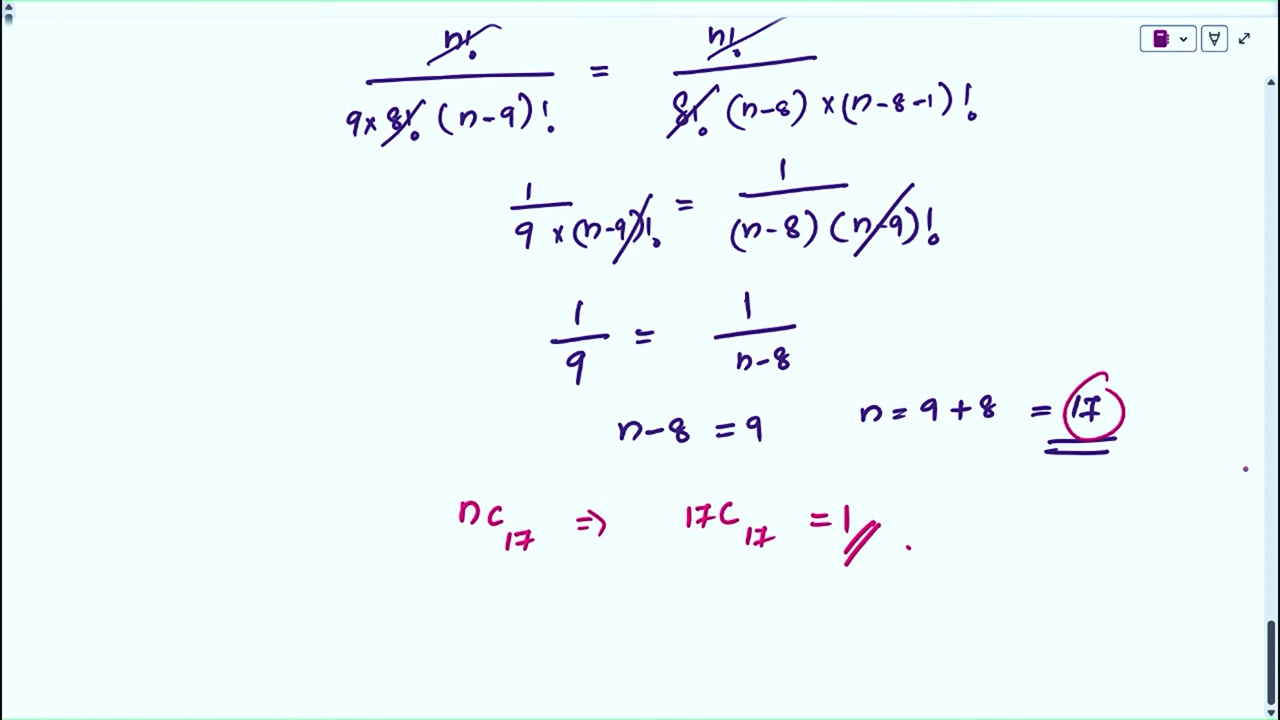 n! / 9 × 8! (n-9)! = n! / 8! (n-8) × (n-8-1)!
1 / 9 × (n-9)! = 1 / (n-8) (n-9)!
1 / 9 = 1 / n-8
n-8 = 9    n = 9 + 8 = 17
nC17 ⇒ 17C17 = 1